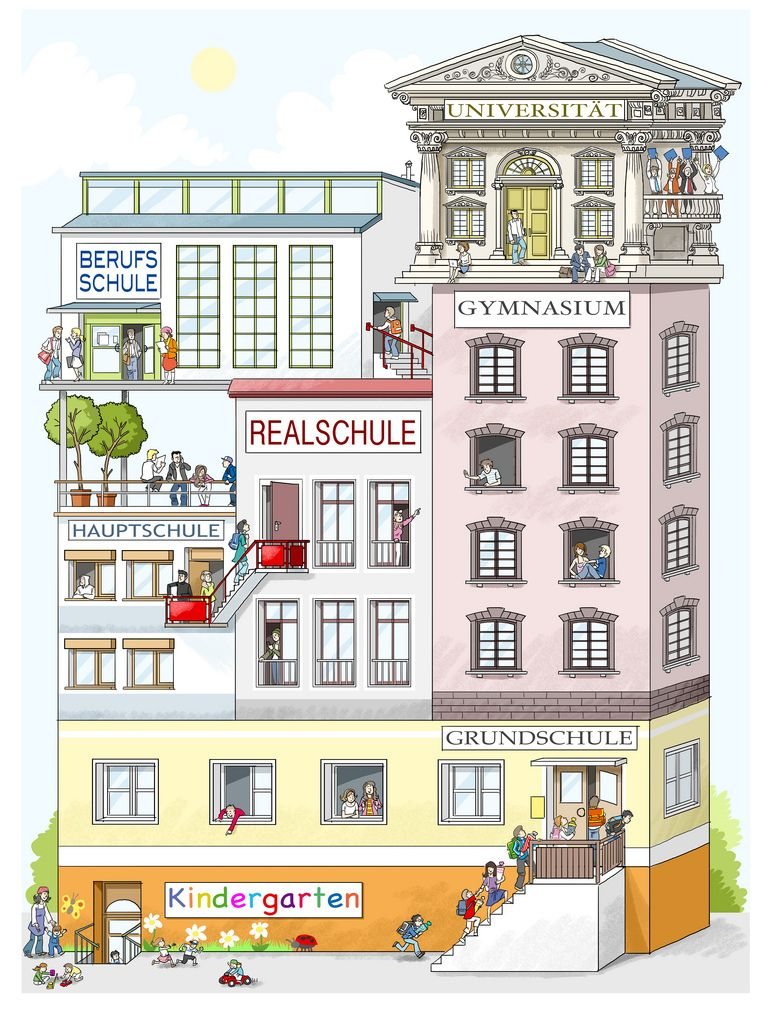 UNIVERSITÄT
BERUFS
SCHULE
GYMNASIUM
REALSCHULE
HAUPTSCHULE
GRUNDSCHULE
Kindergarten